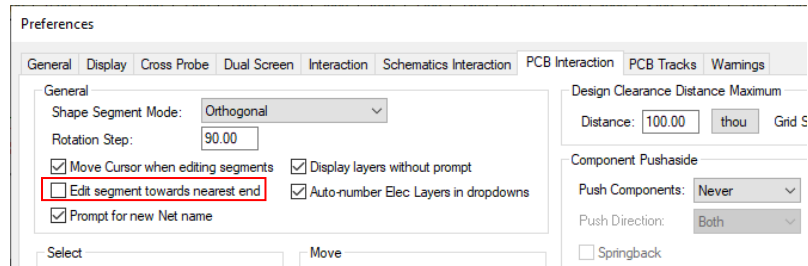 Preferences
General Display Cross Probe Dual Screen Interaction Schematics Interaction PCB Interaction PCB Tracks Warnings
General
Shape Segment Mode: Orthogonal
Rotation Step: 90.00
Move Cursor when editing segments Display layers without prompt
Edit segment towards nearest end Auto-number Elec Layers in dropdowns
Prompt for new Net name
Select Move
Design Clearance Distance Maximum
Distance: 100.00 thou Grid S
Component Pushaside
Push Components: Never
Push Direction: Both
Springback